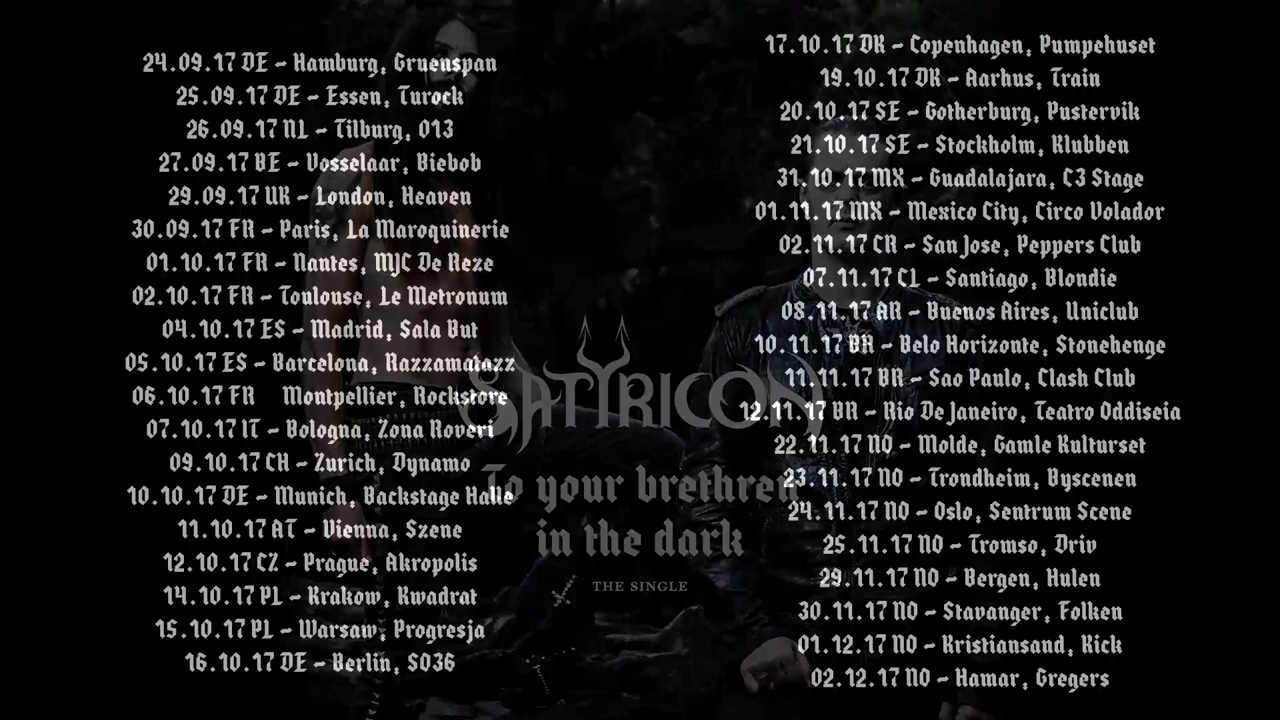 24.09.17 DE - Hamburg, Gruenspan
25.09.17 DE - Essen, Turock
26.09.17 NL - Tilburg, 013
27.09.17 BE - Vosselaar, Biebob
29.09.17 UK - London, Heaven
30.09.17 FR - Paris, La Maroquinerie
01.10.17 FR - Nantes, MJC De Reze
02.10.17 FR - Toulouse, Le Metronum
04.10.17 ES - Madrid, Sala But
05.10.17 ES - Barcelona, Razzamatazz
06.10.17 FR Montpellier, Rockstore
07.10.17 IT - Bologna, Zona Roveri
09.10.17 CH - Zurich, Dynamo
10.10.17 DE - Munich, Backstage Halle
11.10.17 AT - Vienna, Szene
12.10.17 CZ - Prague, Akropolis
14.10.17 PL - Krakow, Kwadrat
15.10.17 PL - Warsaw, Progresja
16.10.17 DE - Berlin, SO36
SATYRICON
To your brethren
in the dark
THE SINGLE
17.10.17 DK - Copenhagen, Pumpehuset
19.10.17 DK - Aarhus, Train
20.10.17 SE - Gotherburg, Pustervik
21.10.17 SE - Stockholm, Klubben
31.10.17 MX - Guadalajara, C3 Stage
01.11.17 MX - Mexico City, Circo Volador
02.11.17 CR - San Jose, Peppers Club
07.11.17 CL - Santiago, Blondie
08.11.17 AR - Buenos Aires, Uniclub
10.11.17 BR - Belo Horizonte, Stonehenge
11.11.17 BR - Sao Paulo, Clash Club
12.11.17 BR - Rio De Janeiro, Teatro Oddiseia
22.11.17 NO - Molde, Gamle Kulturset
23.11.17 NO - Trondheim, Byscenen
24.11.17 NO - Oslo, Sentrum Scene
25.11.17 NO - Tromso, Driv
29.11.17 NO - Bergen, Hulen
30.11.17 NO - Stavanger, Folken
01.12.17 NO - Kristiansand, Kick
02.12.17 NO - Hamar, Gregers